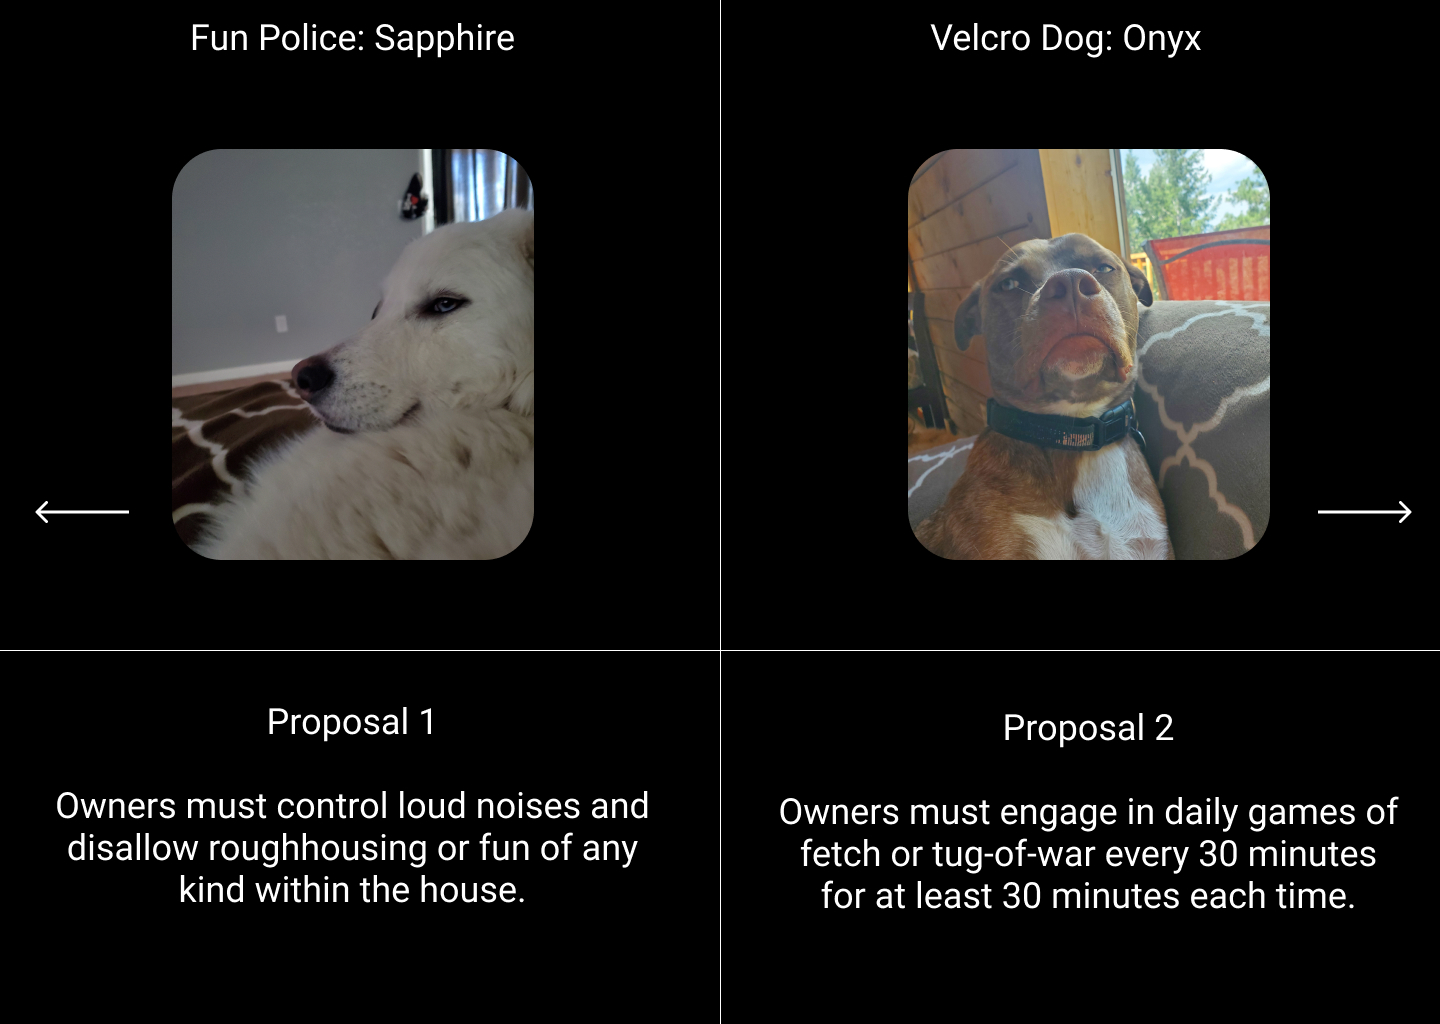 Fun Police: Sapphire
Velcro Dog: Onyx
Proposal 1
Owners must control loud noises and
disallow roughhousing or fun of any
kind within the house.
Proposal 2
Owners must engage in daily games of
fetch or tug-of-war every 30 minutes
for at least 30 minutes each time.